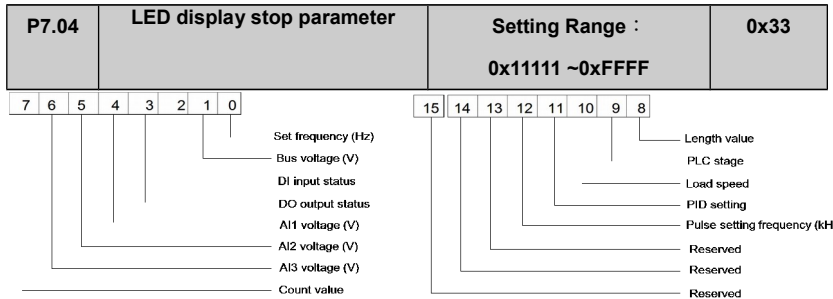 P7.04 LED display stop parameter Setting Range： 0x33
0x11111 ~0xFFFF
7 6 5 4 3 2 1 0
15 14 13 12 11 10 9 8
Set frequency (Hz)
Bus voltage (V)
DI input status
DO output status
AI1 voltage (V)
AI2 voltage (V)
AI3 voltage (V)
Count value
Length value
PLC stage
Load speed
PID setting
Pulse setting frequency (kH
Reserved
Reserved
Reserved